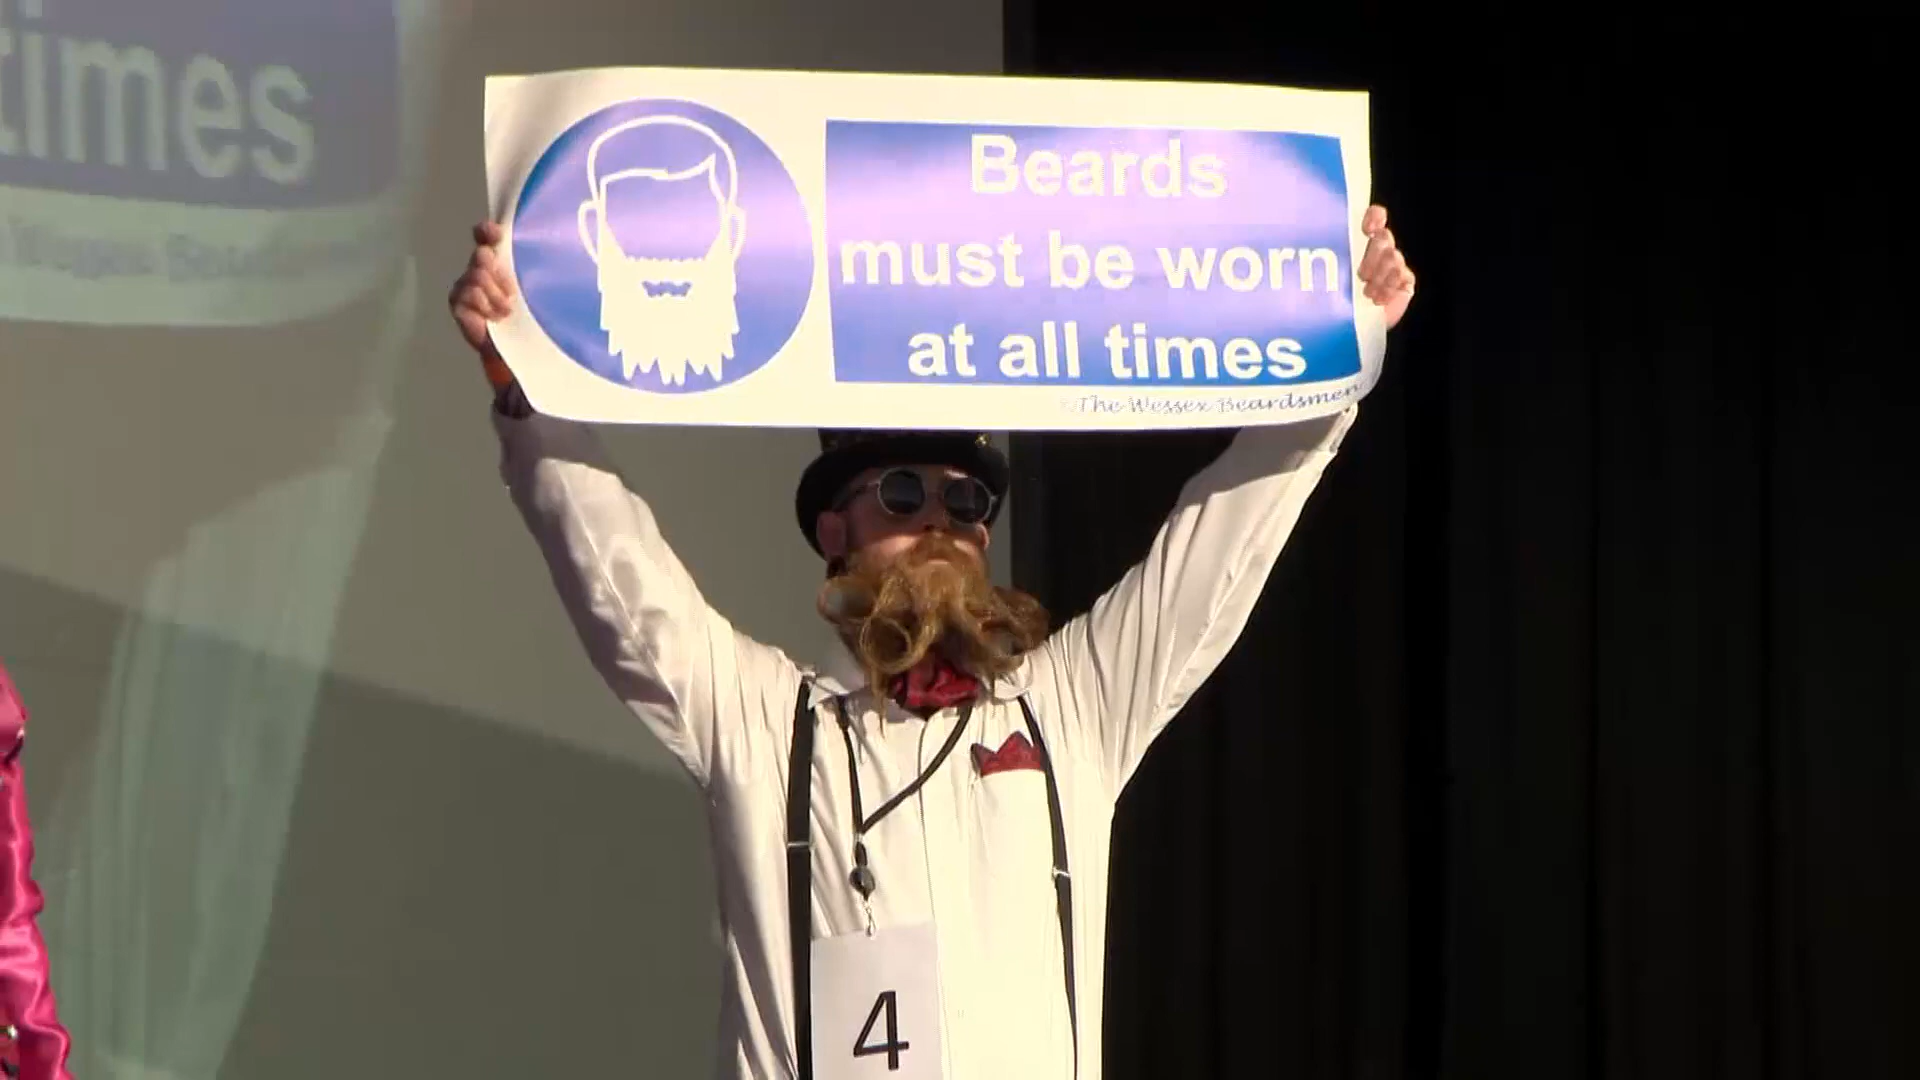 times
Beards
must be worn
at all times
The Wessex Beardsmen
4